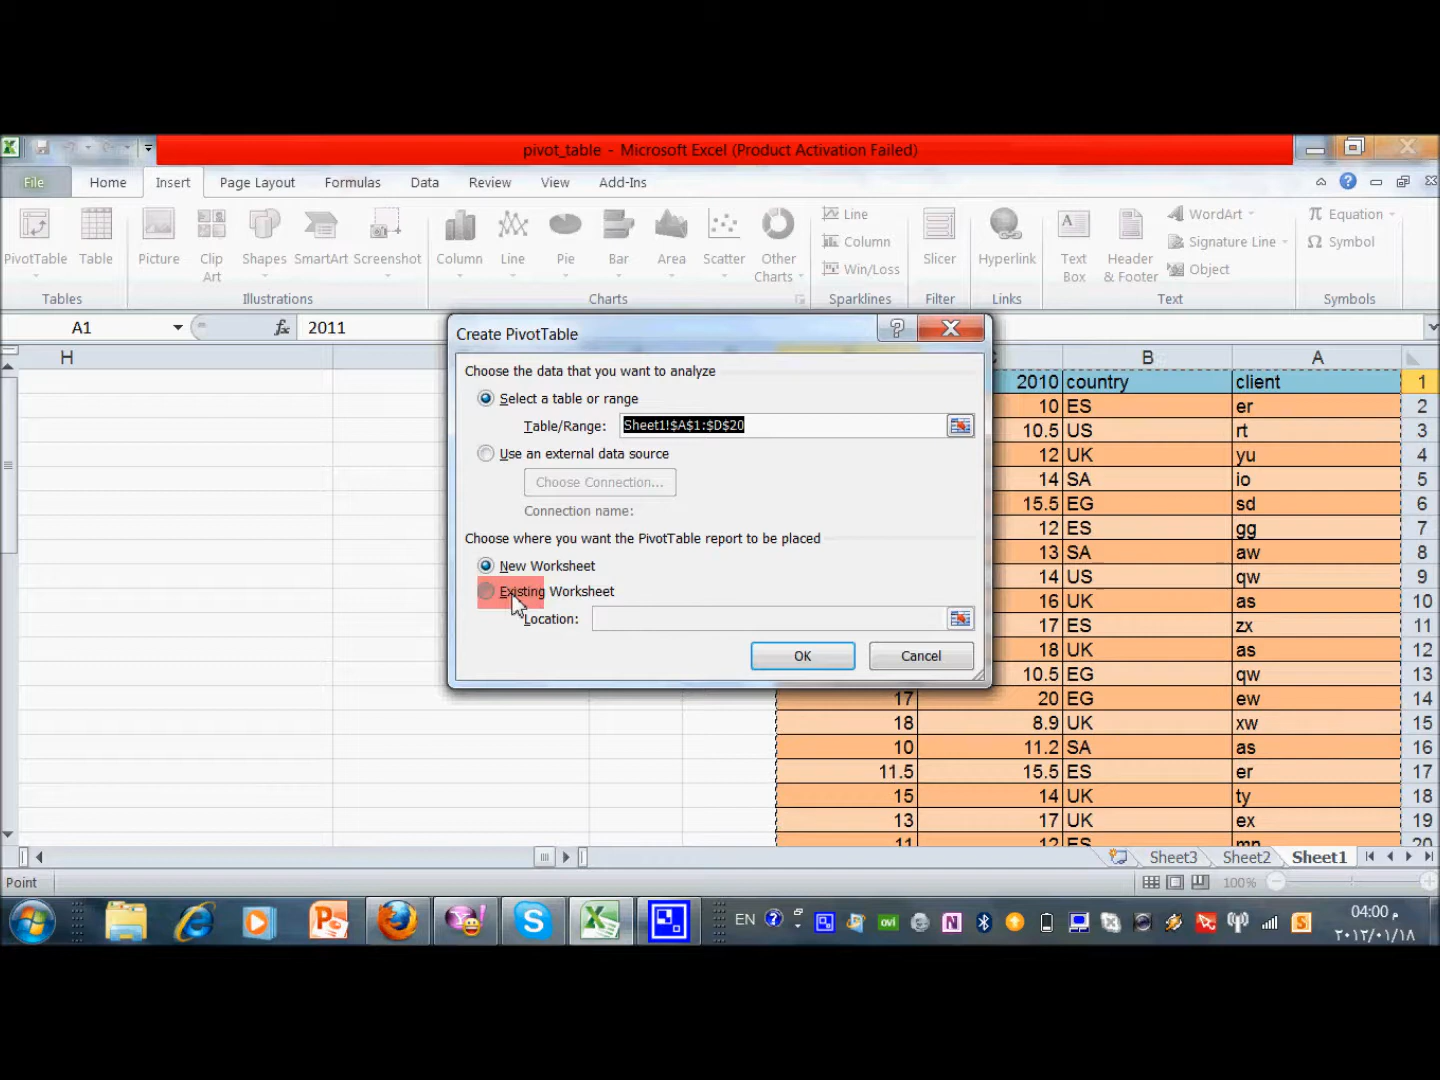 pivot_table - Microsoft Excel (Product Activation Failed)
File Home Insert Page Layout Formulas Data Review View Add-Ins
PivotTable Table Picture Clip Art Shapes SmartArt Screenshot Column Line Pie Bar Area Scatter Other Charts Line Column Win/Loss Slicer Hyperlink Text Box Header & Footer WordArt Signature Line Object Equation Symbol
Tables Illustrations Charts Sparklines Filter Links Text Symbols
A1 fx 2011
Create PivotTable
Choose the data that you want to analyze
Select a table or range
Table/Range: Sheet1!$A$1:$D$20
Use an external data source
Choose Connection...
Connection name:
Choose where you want the PivotTable report to be placed
New Worksheet
Existing Worksheet
Location:
OK Cancel
H C B A
2010 country client 1
10 ES er 2
10.5 US rt 3
12 UK yu 4
14 SA io 5
15.5 EG sd 6
12 ES gg 7
13 SA aw 8
14 US qw 9
16 UK as 10
17 ES zx 11
18 UK as 12
10.5 EG qw 13
17 20 EG ew 14
18 8.9 UK xw 15
10 11.2 SA as 16
11.5 15.5 ES er 17
15 14 UK ty 18
13 17 UK ex 19
11 12 ES mn 20
Sheet3 Sheet2 Sheet1
Point 100%
EN ovi 04:00 م
٢٠١٢/٠١/١٨